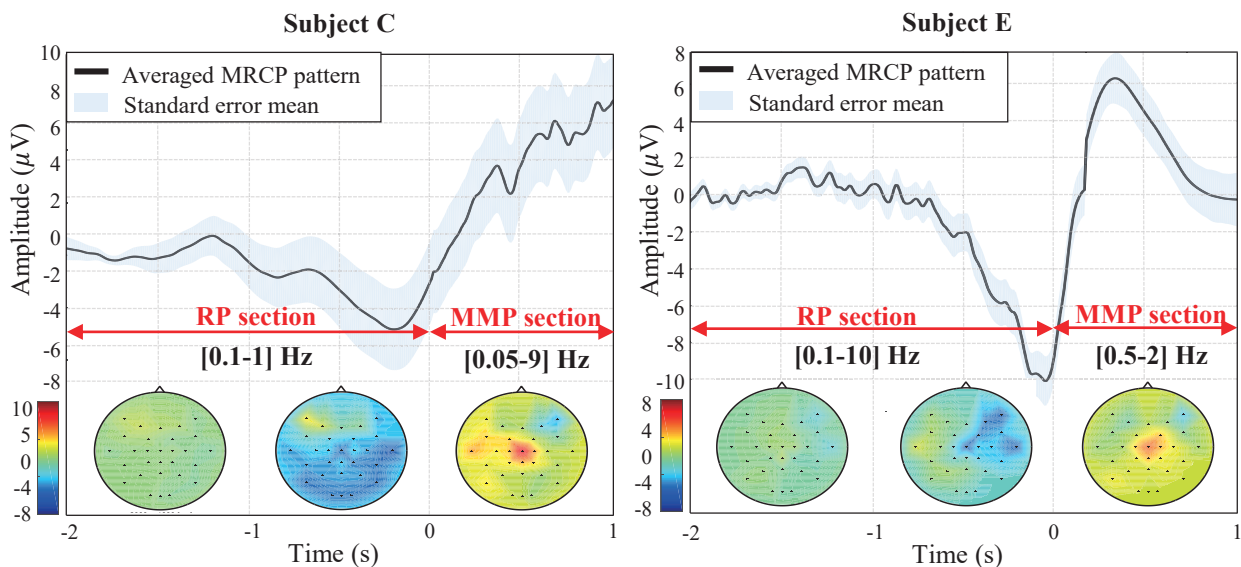 Subject C
10
8
6
4
2
0
-2
-4
-6
-8
Amplitude (μV)
Averaged MRCP pattern
Standard error mean
RP section
MMP section
[0.1-1] Hz
[0.05-9] Hz
10
5
0
-4
-8
-2
-1
0
1
Time (s)
Subject E
8
6
4
2
0
-2
-4
-6
-8
-10
Amplitude (μV)
Averaged MRCP pattern
Standard error mean
RP section
MMP section
[0.1-10] Hz
[0.5-2] Hz
8
4
0
-4
-8
-2
-1
0
1
Time (s)